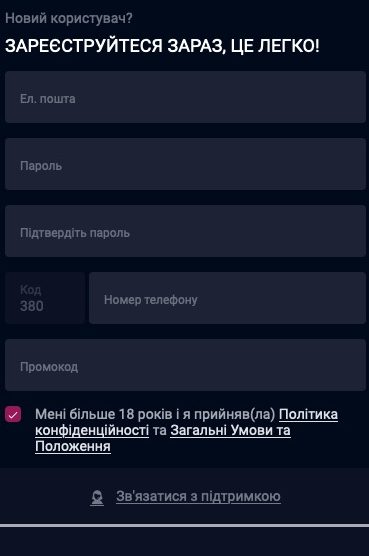 Новий користувач?
ЗАРЕЄСТРУЙТЕСЯ ЗАРАЗ, ЦЕ ЛЕГКО!
Ел. пошта
Пароль
Підтвердіть пароль
Код
380
Номер телефону
Промокод
Мені більше 18 років і я прийняв(ла) Політика
конфіденційності та Загальні Умови та
Положення
Зв'язатися з підтримкою